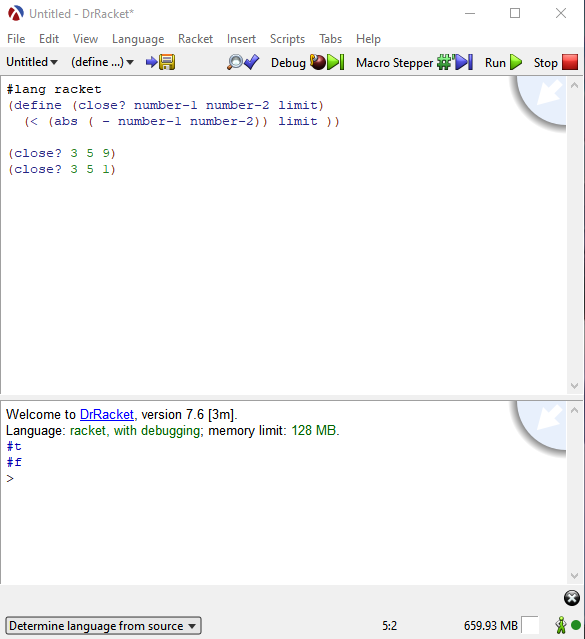 Untitled - DrRacket*
File Edit View Language Racket Insert Scripts Tabs Help
Untitled (define ...) Debug Macro Stepper Run Stop
#lang racket
(define (close? number-1 number-2 limit)
  (< (abs ( - number-1 number-2)) limit ))
(close? 3 5 9)
(close? 3 5 1)
Welcome to DrRacket, version 7.6 [3m].
Language: racket, with debugging; memory limit: 128 MB.
#t
#f
>
Determine language from source 5:2 659.93 MB